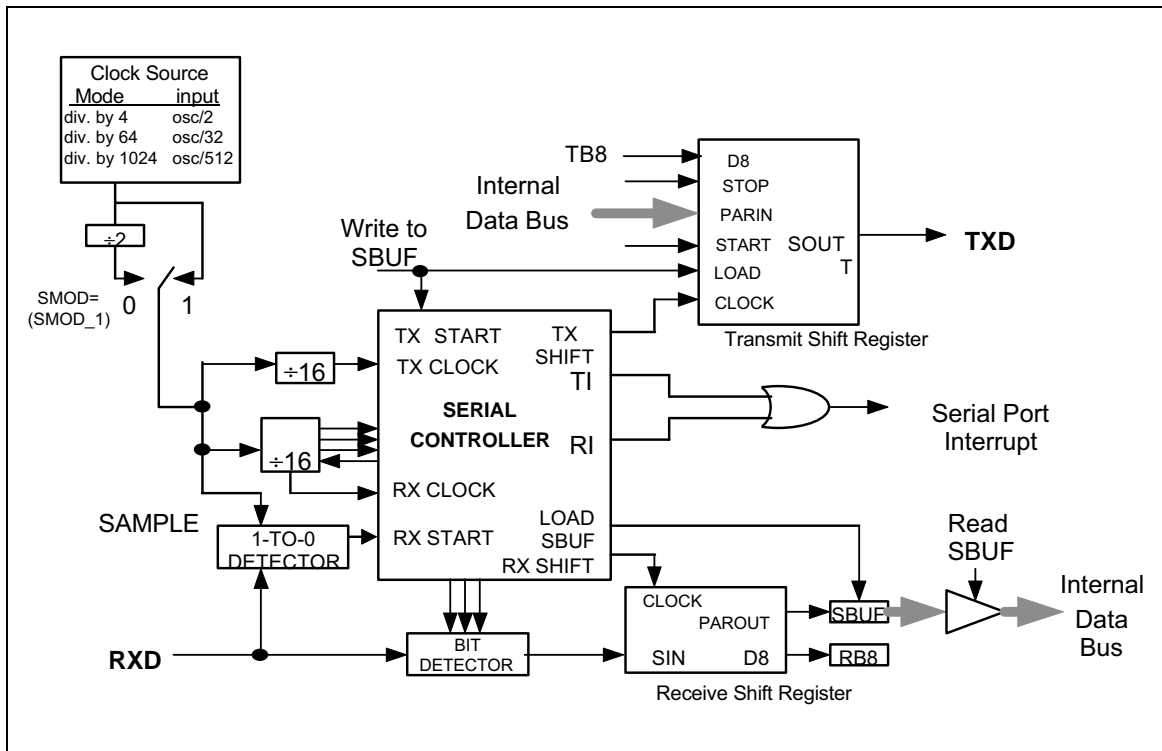 Clock Source
Mode input
div. by 4 osc/2
div. by 64 osc/32
div. by 1024 osc/512
÷2
SMOD=
(SMOD_1)
0
1
TB8
Internal
Data Bus
Write to
SBUF
D8
STOP
PARIN
START
LOAD
CLOCK
SOUT
T
TXD
Transmit Shift Register
÷16
÷16
TX START
TX CLOCK
SERIAL
CONTROLLER
RX CLOCK
RX START
TX
SHIFT
TI
RI
LOAD
SBUF
RX SHIFT
Serial Port
Interrupt
SAMPLE
1-TO-0
DETECTOR
RXD
BIT
DETECTOR
CLOCK
PAROUT
SIN D8
Receive Shift Register
SBUF
RB8
Read
SBUF
Internal
Data
Bus